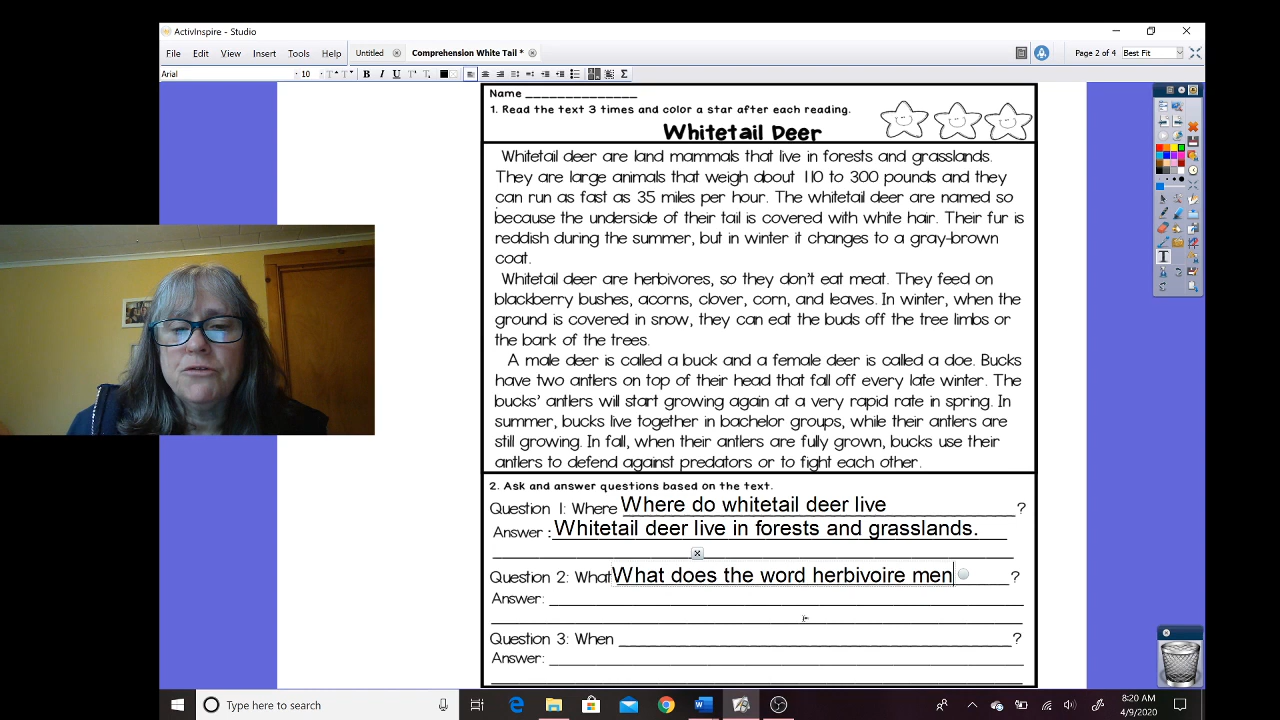 ActivInspire - Studio
File Edit View Insert Tools Help Untitled Comprehension White Tail * Page 2 of 4 Best Fit
Arial 10 B I U
Name ______________
1. Read the text 3 times and color a star after each reading.
Whitetail Deer
Whitetail deer are land mammals that live in forests and grasslands.
They are large animals that weigh about 110 to 300 pounds and they
can run as fast as 35 miles per hour. The whitetail deer are named so
because the underside of their tail is covered with white hair. Their fur is
reddish during the summer, but in winter it changes to a gray-brown
coat.
Whitetail deer are herbivores, so they don't eat meat. They feed on
blackberry bushes, acorns, clover, corn, and leaves. In winter, when the
ground is covered in snow, they can eat the buds off the tree limbs or
the bark of the trees.
A male deer is called a buck and a female deer is called a doe. Bucks
have two antlers on top of their head that fall off every late winter. The
bucks' antlers will start growing again at a very rapid rate in spring. In
summer, bucks live together in bachelor groups, while their antlers are
still growing. In fall, when their antlers are fully grown, bucks use their
antlers to defend against predators or to fight each other.
2. Ask and answer questions based on the text.
Question 1: Where Where do whitetail deer live ?
Answer : Whitetail deer live in forests and grasslands.
Question 2: What What does the word herbivoire men ?
Answer:
Question 3: When ?
Answer:
Type here to search
8:20 AM
4/9/2020